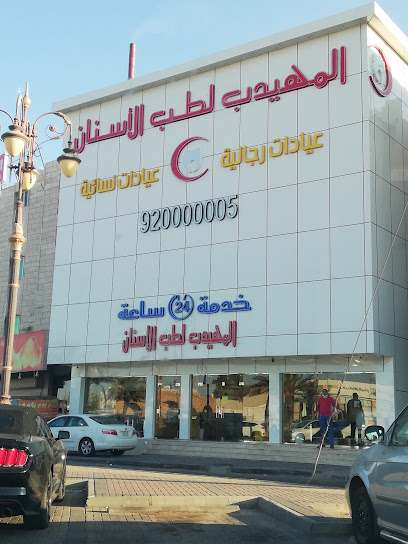 المهيدب لطب الأسنان
عيادات رجالية عيادات نسائية
920000005
خدمة 24 ساعة
المهيدب لطب الأسنان